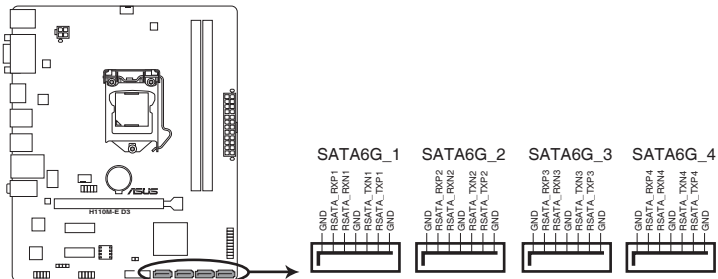 SATA6G_1
GND
RSATA_RXP1
RSATA_RXN1
GND
RSATA_TXN1
RSATA_TXP1
GND
SATA6G_2
GND
RSATA_RXP2
RSATA_RXN2
GND
RSATA_TXN2
RSATA_TXP2
GND
SATA6G_3
GND
RSATA_RXP3
RSATA_RXN3
GND
RSATA_TXN3
RSATA_TXP3
GND
SATA6G_4
GND
RSATA_RXP4
RSATA_RXN4
GND
RSATA_TXN4
RSATA_TXP4
GND
ASUS
H110M-E D3